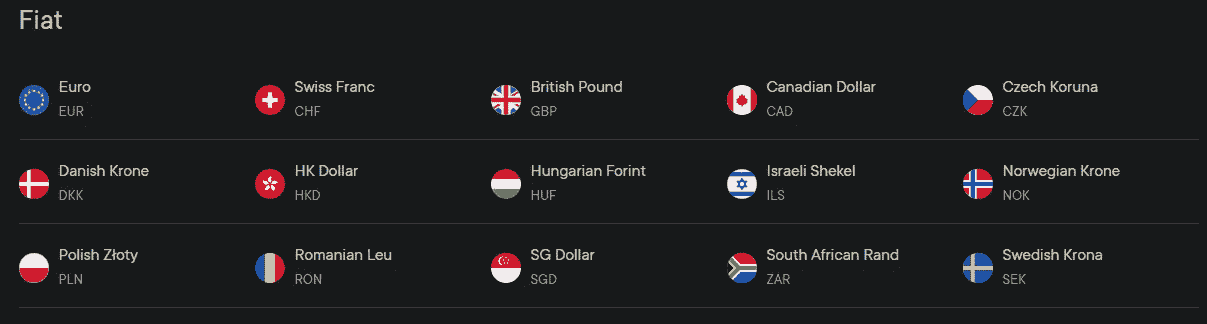 Fiat
Euro
EUR
Swiss Franc
CHF
British Pound
GBP
Canadian Dollar
CAD
Czech Koruna
CZK
Danish Krone
DKK
HK Dollar
HKD
Hungarian Forint
HUF
Israeli Shekel
ILS
Norwegian Krone
NOK
Polish Złoty
PLN
Romanian Leu
RON
SG Dollar
SGD
South African Rand
ZAR
Swedish Krona
SEK